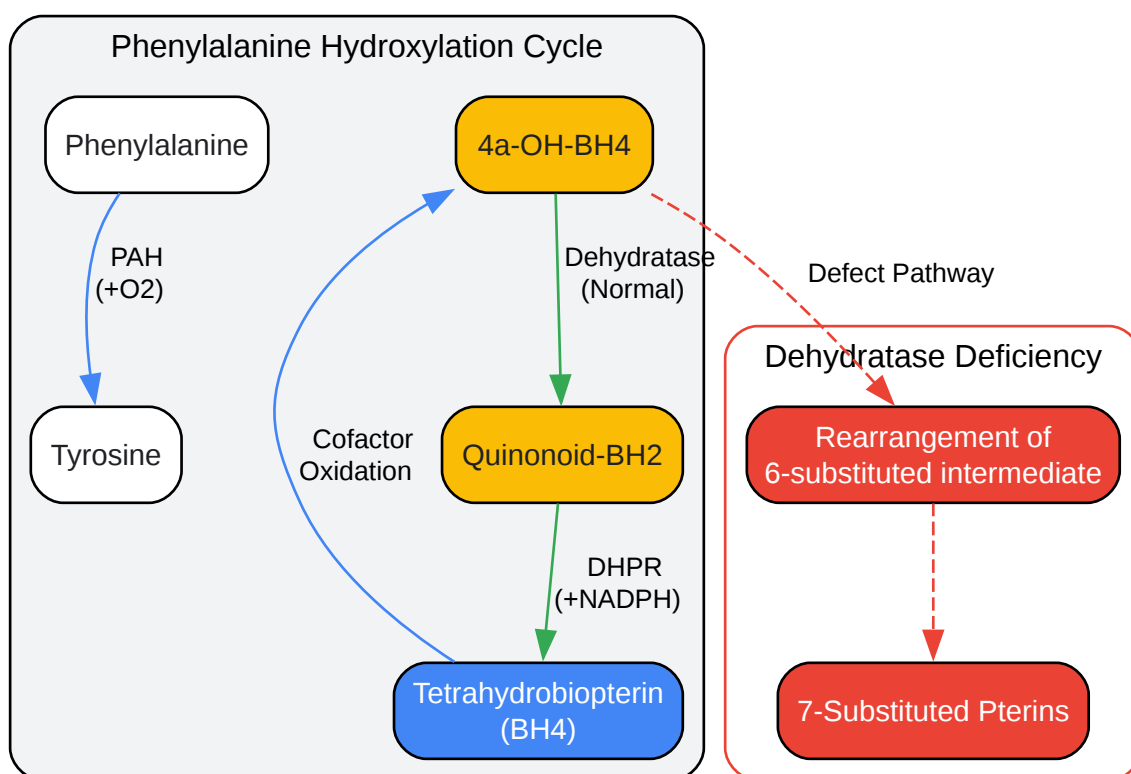 Phenylalanine Hydroxylation Cycle
Phenylalanine
4a-OH-BH4
PAH
(+O2)
Dehydratase
(Normal)
Defect Pathway
Dehydratase Deficiency
Tyrosine
Cofactor
Oxidation
Quinonoid-BH2
Rearrangement of
6-substituted intermediate
DHPR
(+NADPH)
Tetrahydrobiopterin
(BH4)
7-Substituted Pterins